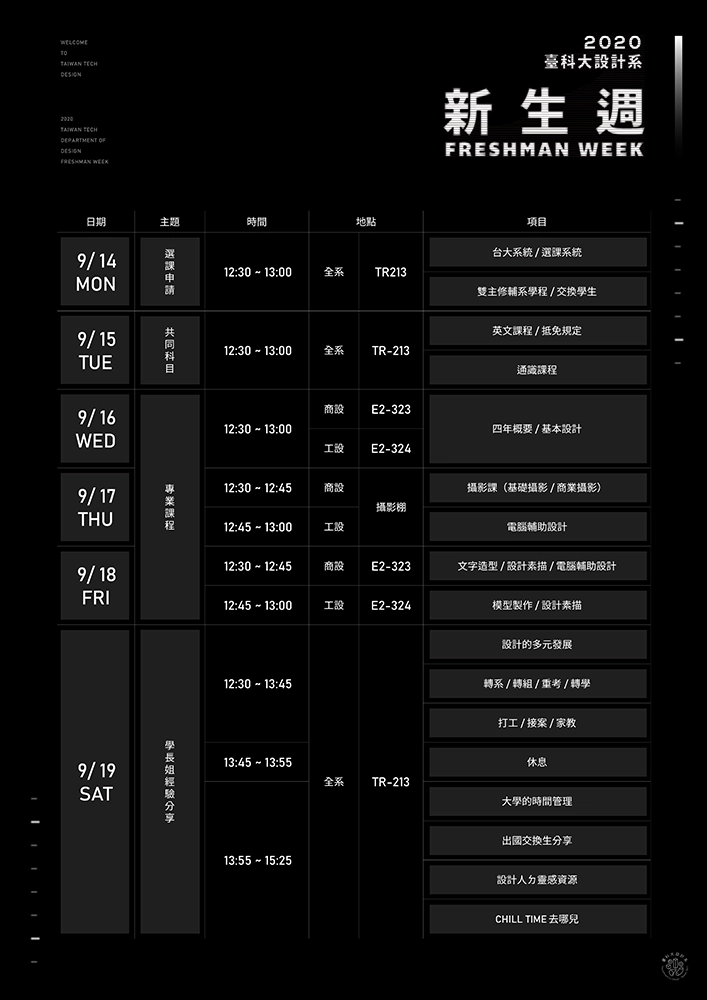 WELCOME
TO
TAIWAN TECH
DESIGN
2020
TAIWAN TECH
DEPARTMENT OF
DESIGN
FRESHMAN WEEK
2020
臺科大設計系
新生週
FRESHMAN WEEK
日期 主題 時間 地點 項目
9/14
MON
選課申請
12:30 ~ 13:00
全系
TR213
台大系統 / 選課系統
雙主修輔系學程 / 交換學生
9/15
TUE
共同科目
12:30 ~ 13:00
全系
TR-213
英文課程 / 抵免規定
通識課程
9/16
WED
專業課程
12:30 ~ 13:00
商設
E2-323
工設
E2-324
四年概要 / 基本設計
9/17
THU
12:30 ~ 12:45
商設
攝影棚
攝影課（基礎攝影 / 商業攝影）
12:45 ~ 13:00
工設
電腦輔助設計
9/18
FRI
12:30 ~ 12:45
商設
E2-323
文字造型 / 設計素描 / 電腦輔助設計
12:45 ~ 13:00
工設
E2-324
模型製作 / 設計素描
9/19
SAT
學長姐經驗分享
12:30 ~ 13:45
全系
TR-213
設計的多元發展
轉系 / 轉組 / 重考 / 轉學
打工 / 接案 / 家教
13:45 ~ 13:55
休息
13:55 ~ 15:25
大學的時間管理
出國交換生分享
設計人ㄉ靈感資源
CHILL TIME 去哪兒